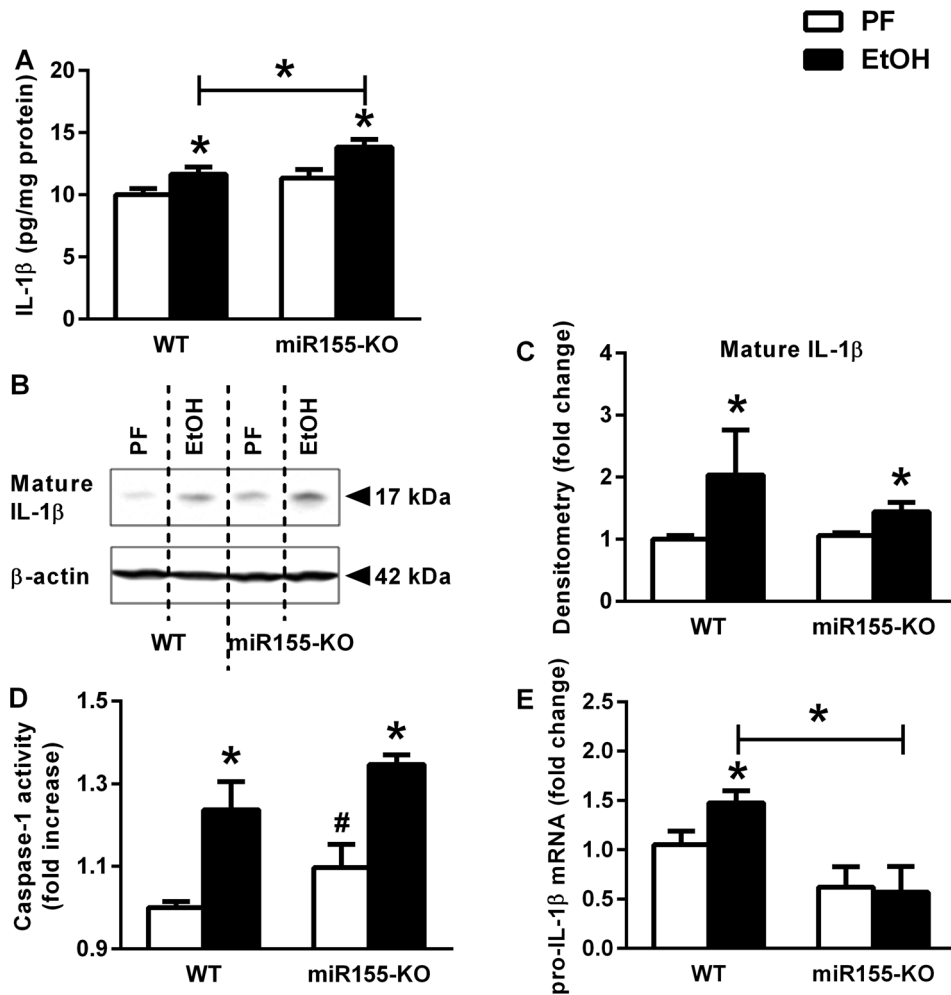 PF
EtOH
A
IL-1β (pg/mg protein)
20
15
10
5
0
*
*
*
WT
miR155-KO
B
PF
EtOH
PF
EtOH
Mature
IL-1β
17 kDa
β-actin
42 kDa
WT
miR155-KO
C
Mature IL-1β
Densitometry (fold change)
4
3
2
1
0
*
*
WT
miR155-KO
D
Caspase-1 activity
(fold increase)
1.5
1.3
1.1
0.9
*
#
*
WT
miR155-KO
E
pro-IL-1β mRNA (fold change)
2.5
2.0
1.5
1.0
0.5
0.0
*
*
WT
miR155-KO